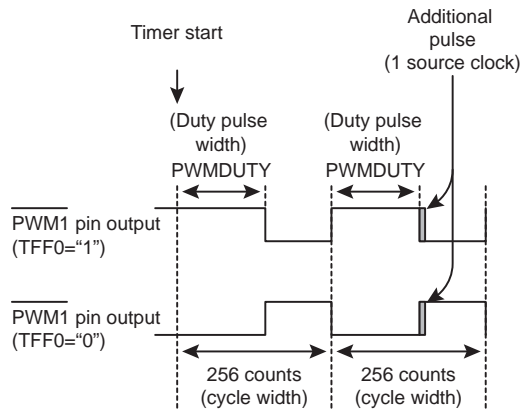 Timer start
Additional
pulse
(1 source clock)
(Duty pulse
width)
PWMDUTY
(Duty pulse
width)
PWMDUTY
PWM1 pin output
(TFF0=“1”)
PWM1 pin output
(TFF0=“0”)
256 counts
(cycle width)
256 counts
(cycle width)